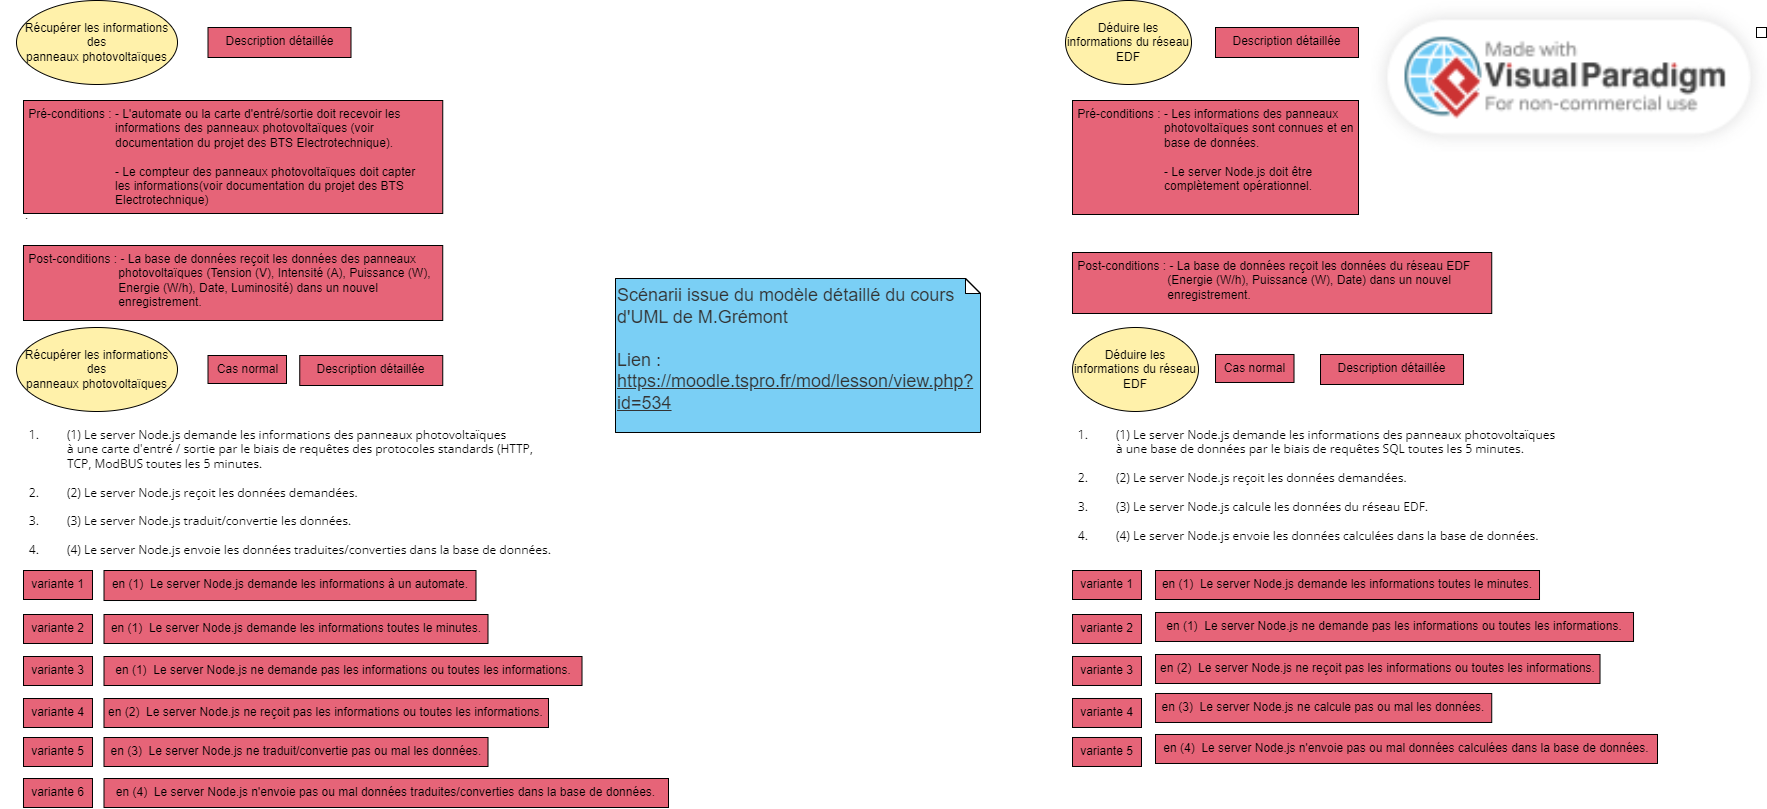 Récupérer les informations
des
panneaux photovoltaïques
Description détaillée
Pré-conditions : - L'automate ou la carte d'entré/sortie doit recevoir les
informations des panneaux photovoltaïques (voir
documentation du projet des BTS Electrotechnique).
- Le compteur des panneaux photovoltaïques doit capter
les informations(voir documentation du projet des BTS
Electrotechnique)
.
Post-conditions : - La base de données reçoit les données des panneaux
photovoltaïques (Tension (V), Intensité (A), Puissance (W),
Energie (W/h), Date, Luminosité) dans un nouvel
enregistrement.
Récupérer les informations
des
panneaux photovoltaïques
Cas normal
Description détaillée
1. (1) Le server Node.js demande les informations des panneaux photovoltaïques
à une carte d'entré / sortie par le biais de requêtes des protocoles standards (HTTP,
TCP, ModBUS toutes les 5 minutes.
2. (2) Le server Node.js reçoit les données demandées.
3. (3) Le server Node.js traduit/convertie les données.
4. (4) Le server Node.js envoie les données traduites/converties dans la base de données.
variante 1 en (1) Le server Node.js demande les informations à un automate.
variante 2 en (1) Le server Node.js demande les informations toutes le minutes.
variante 3 en (1) Le server Node.js ne demande pas les informations ou toutes les informations.
variante 4 en (2) Le server Node.js ne reçoit pas les informations ou toutes les informations.
variante 5 en (3) Le server Node.js ne traduit/convertie pas ou mal les données.
variante 6 en (4) Le server Node.js n'envoie pas ou mal données traduites/converties dans la base de données.
Scénarii issue du modèle détaillé du cours
d'UML de M.Grémont
Lien :
https://moodle.tspro.fr/mod/lesson/view.php?
id=534
Déduire les
informations du réseau
EDF
Description détaillée
Made with
Visual Paradigm
For non-commercial use
Pré-conditions : - Les informations des panneaux
photovoltaïques sont connues et en
base de données.
- Le server Node.js doit être
complètement opérationnel.
Post-conditions : - La base de données reçoit les données du réseau EDF
(Energie (W/h), Puissance (W), Date) dans un nouvel
enregistrement.
Déduire les
informations du réseau
EDF
Cas normal
Description détaillée
1. (1) Le server Node.js demande les informations des panneaux photovoltaïques
à une base de données par le biais de requêtes SQL toutes les 5 minutes.
2. (2) Le server Node.js reçoit les données demandées.
3. (3) Le server Node.js calcule les données du réseau EDF.
4. (4) Le server Node.js envoie les données calculées dans la base de données.
variante 1 en (1) Le server Node.js demande les informations toutes le minutes.
variante 2 en (1) Le server Node.js ne demande pas les informations ou toutes les informations.
variante 3 en (2) Le server Node.js ne reçoit pas les informations ou toutes les informations.
variante 4 en (3) Le server Node.js ne calcule pas ou mal les données.
variante 5 en (4) Le server Node.js n'envoie pas ou mal données calculées dans la base de données.